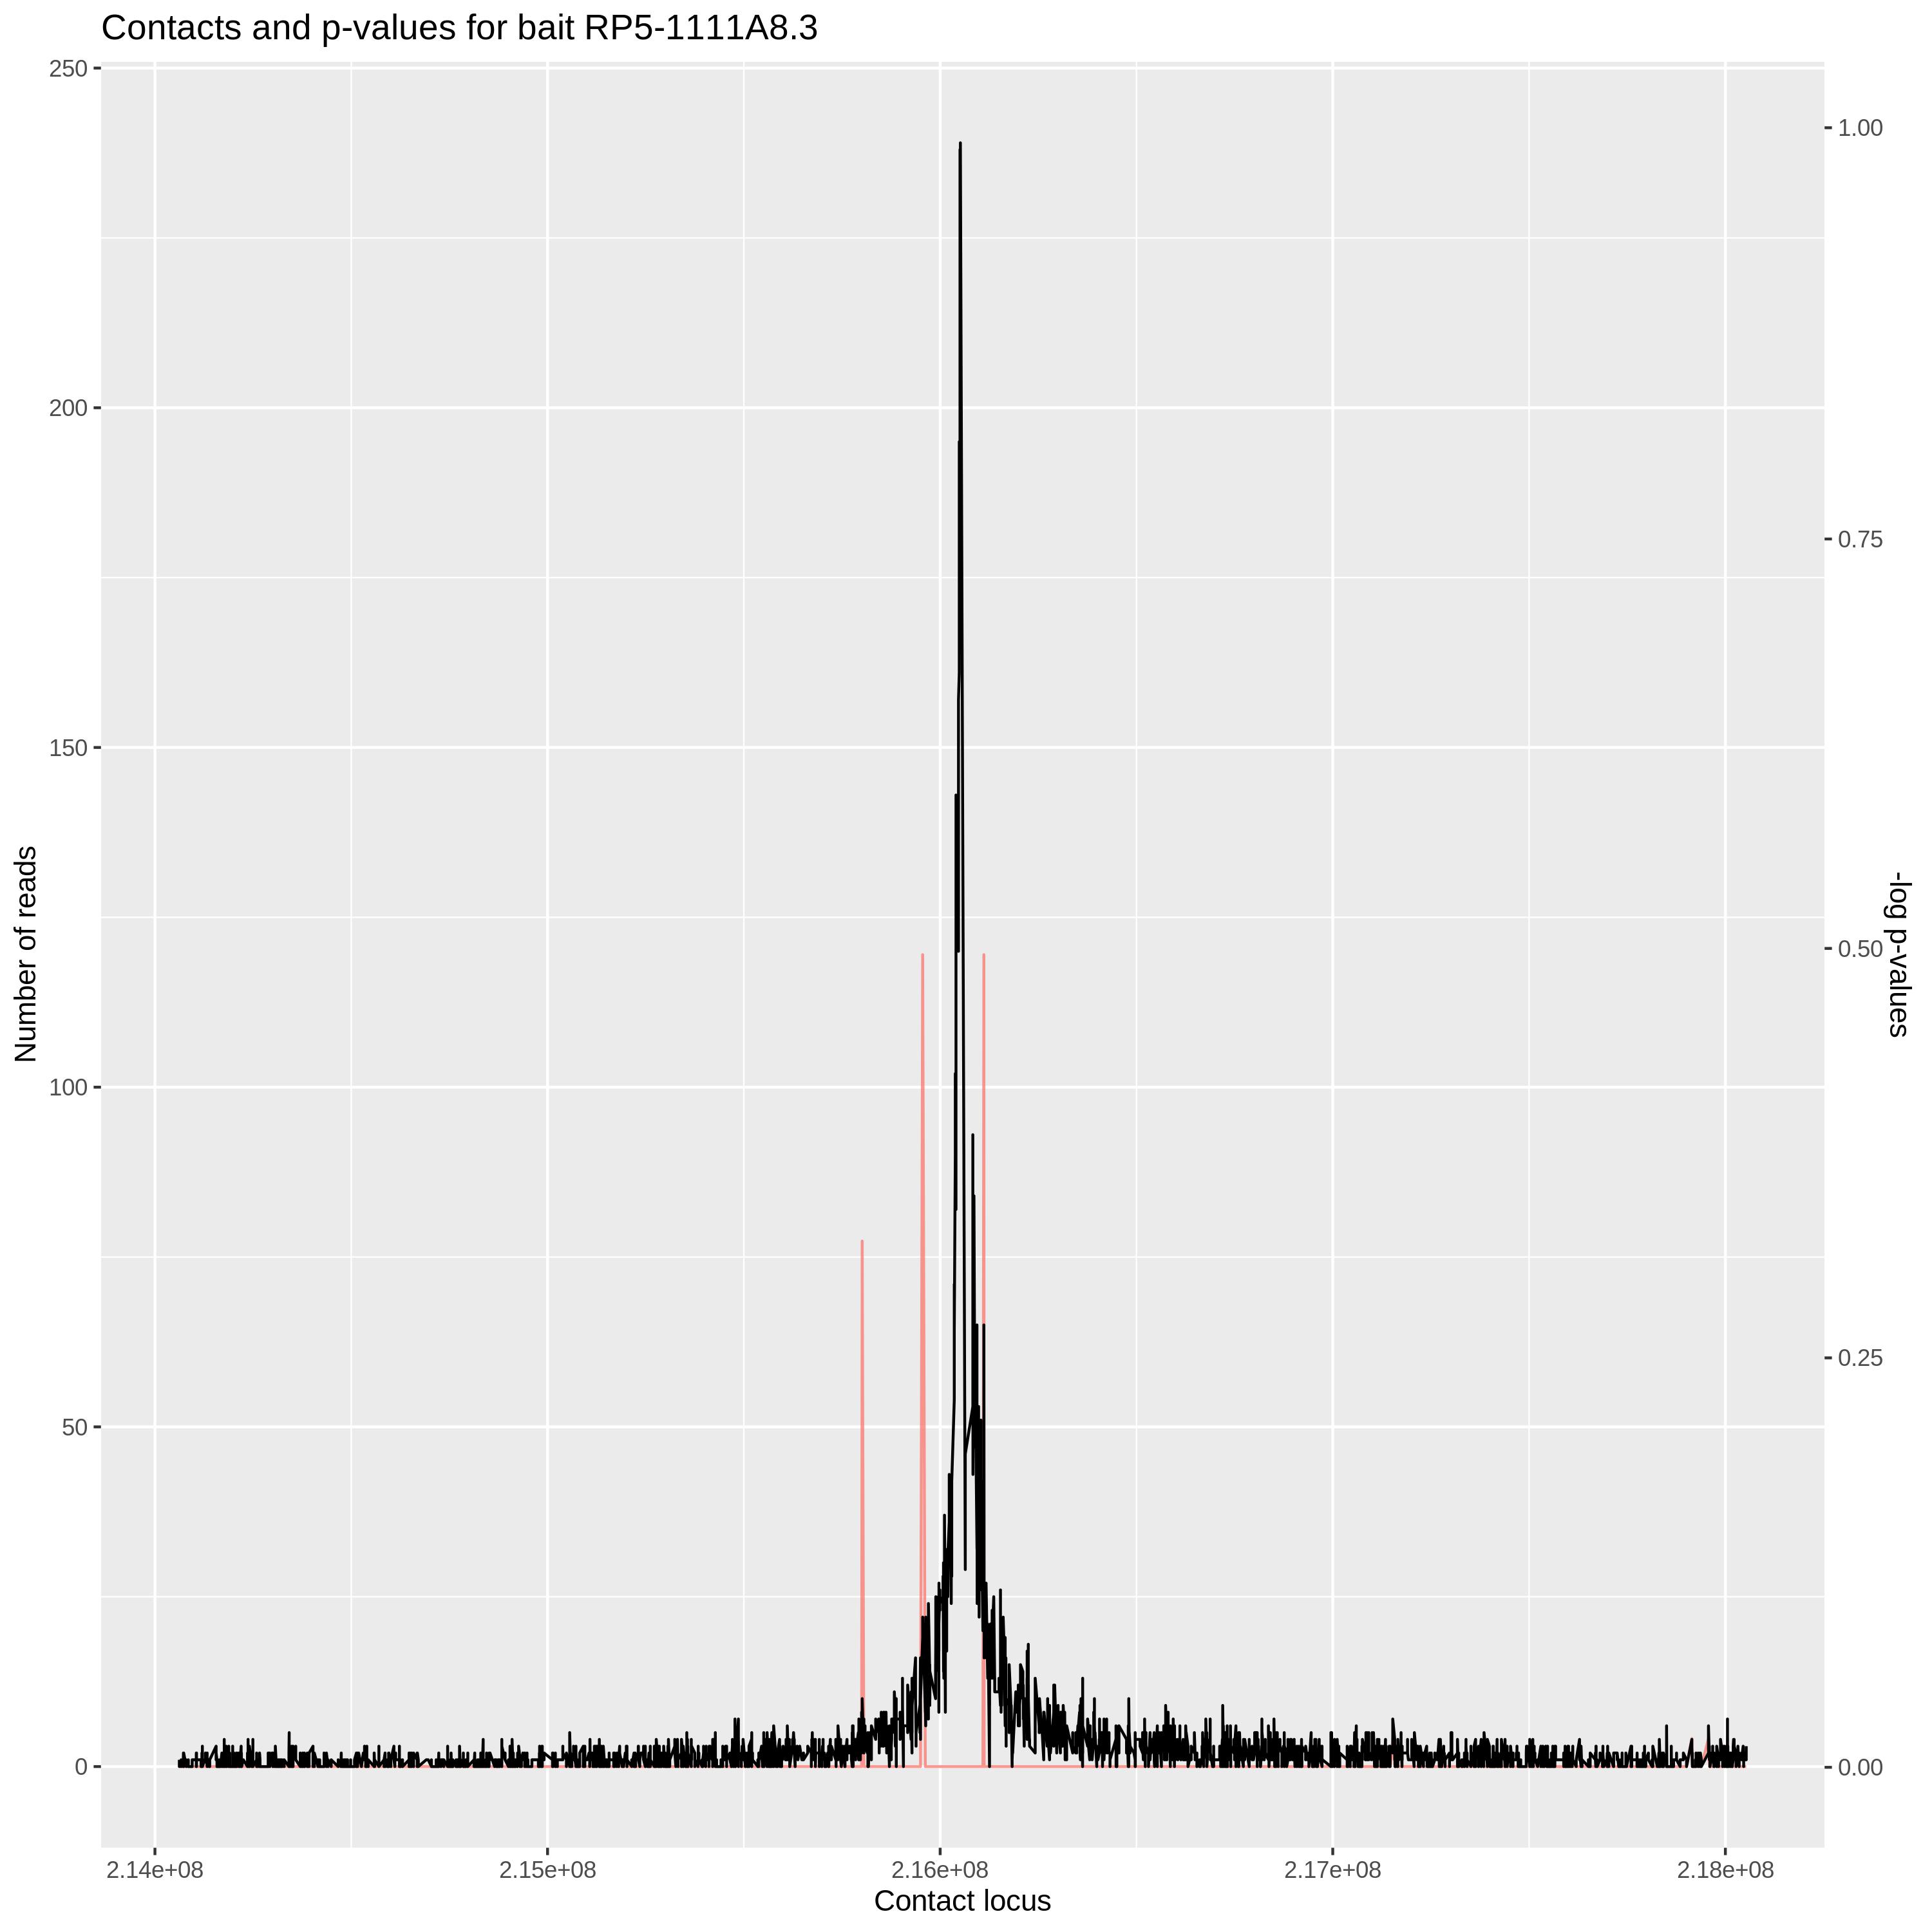 Contacts and p-values for bait RP5-1111A8.3
250
200
150
100
50
0
Number of reads
1.00
0.75
0.50
0.25
0.00
-log p-values
2.14e+08
2.15e+08
2.16e+08
2.17e+08
2.18e+08
Contact locus